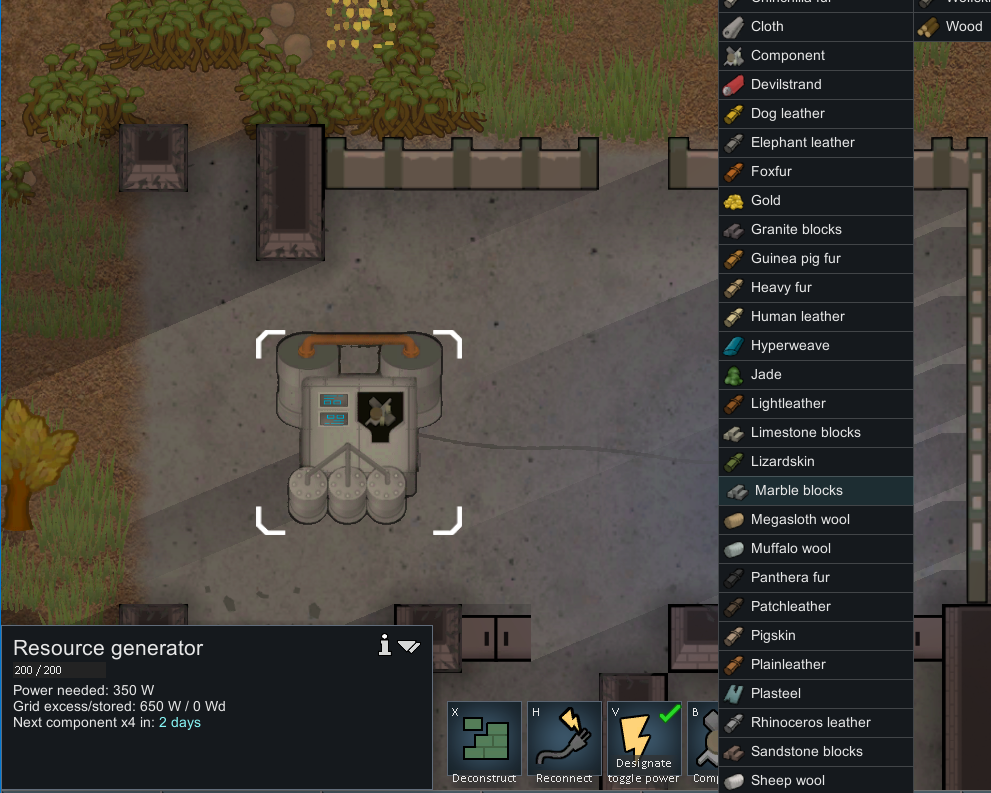 Cloth
Wood
Component
Devilstrand
Dog leather
Elephant leather
Foxfur
Gold
Granite blocks
Guinea pig fur
Heavy fur
Human leather
Hyperweave
Jade
Lightleather
Limestone blocks
Lizardskin
Marble blocks
Megasloth wool
Muffalo wool
Panthera fur
Patchleather
Pigskin
Plainleather
Plasteel
Rhinoceros leather
Sandstone blocks
Sheep wool
Resource generator
200 / 200
Power needed: 350 W
Grid excess/stored: 650 W / 0 Wd
Next component x4 in: 2 days
X
Deconstruct
H
Reconnect
V
Designate
toggle power
B